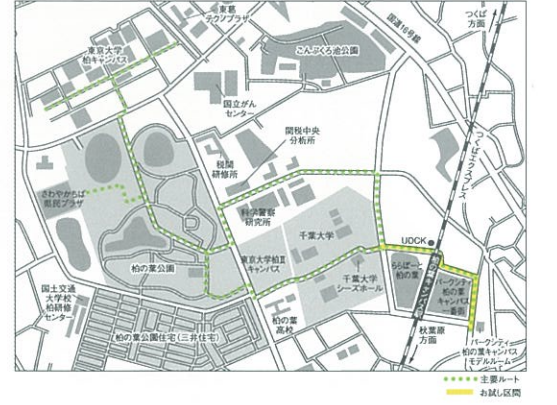 東葛
テクノプラザ
国道16号線
つくば
方面
東京大学
柏キャンパス
こんぶくろ池公園
国立がん
センター
つくばエクスプレス
関税中央
分析所
税関
研修所
さわやかちば
県民プラザ
科学警察
研究所
千葉大学
UDCK
柏の葉公園
東京大学柏Ⅱ
キャンパス
千葉大学
シーズホール
ららぽーと
柏の葉
柏の葉キャンパス駅
パークシティ
柏の葉
キャンパス
一番街
国土交通
大学校
柏研修
センター
柏の葉
高校
秋葉原
方面
柏の葉公園住宅(三井住宅)
パークシティ
柏の葉キャンパス
モデルルーム
主要ルート
お試し区間